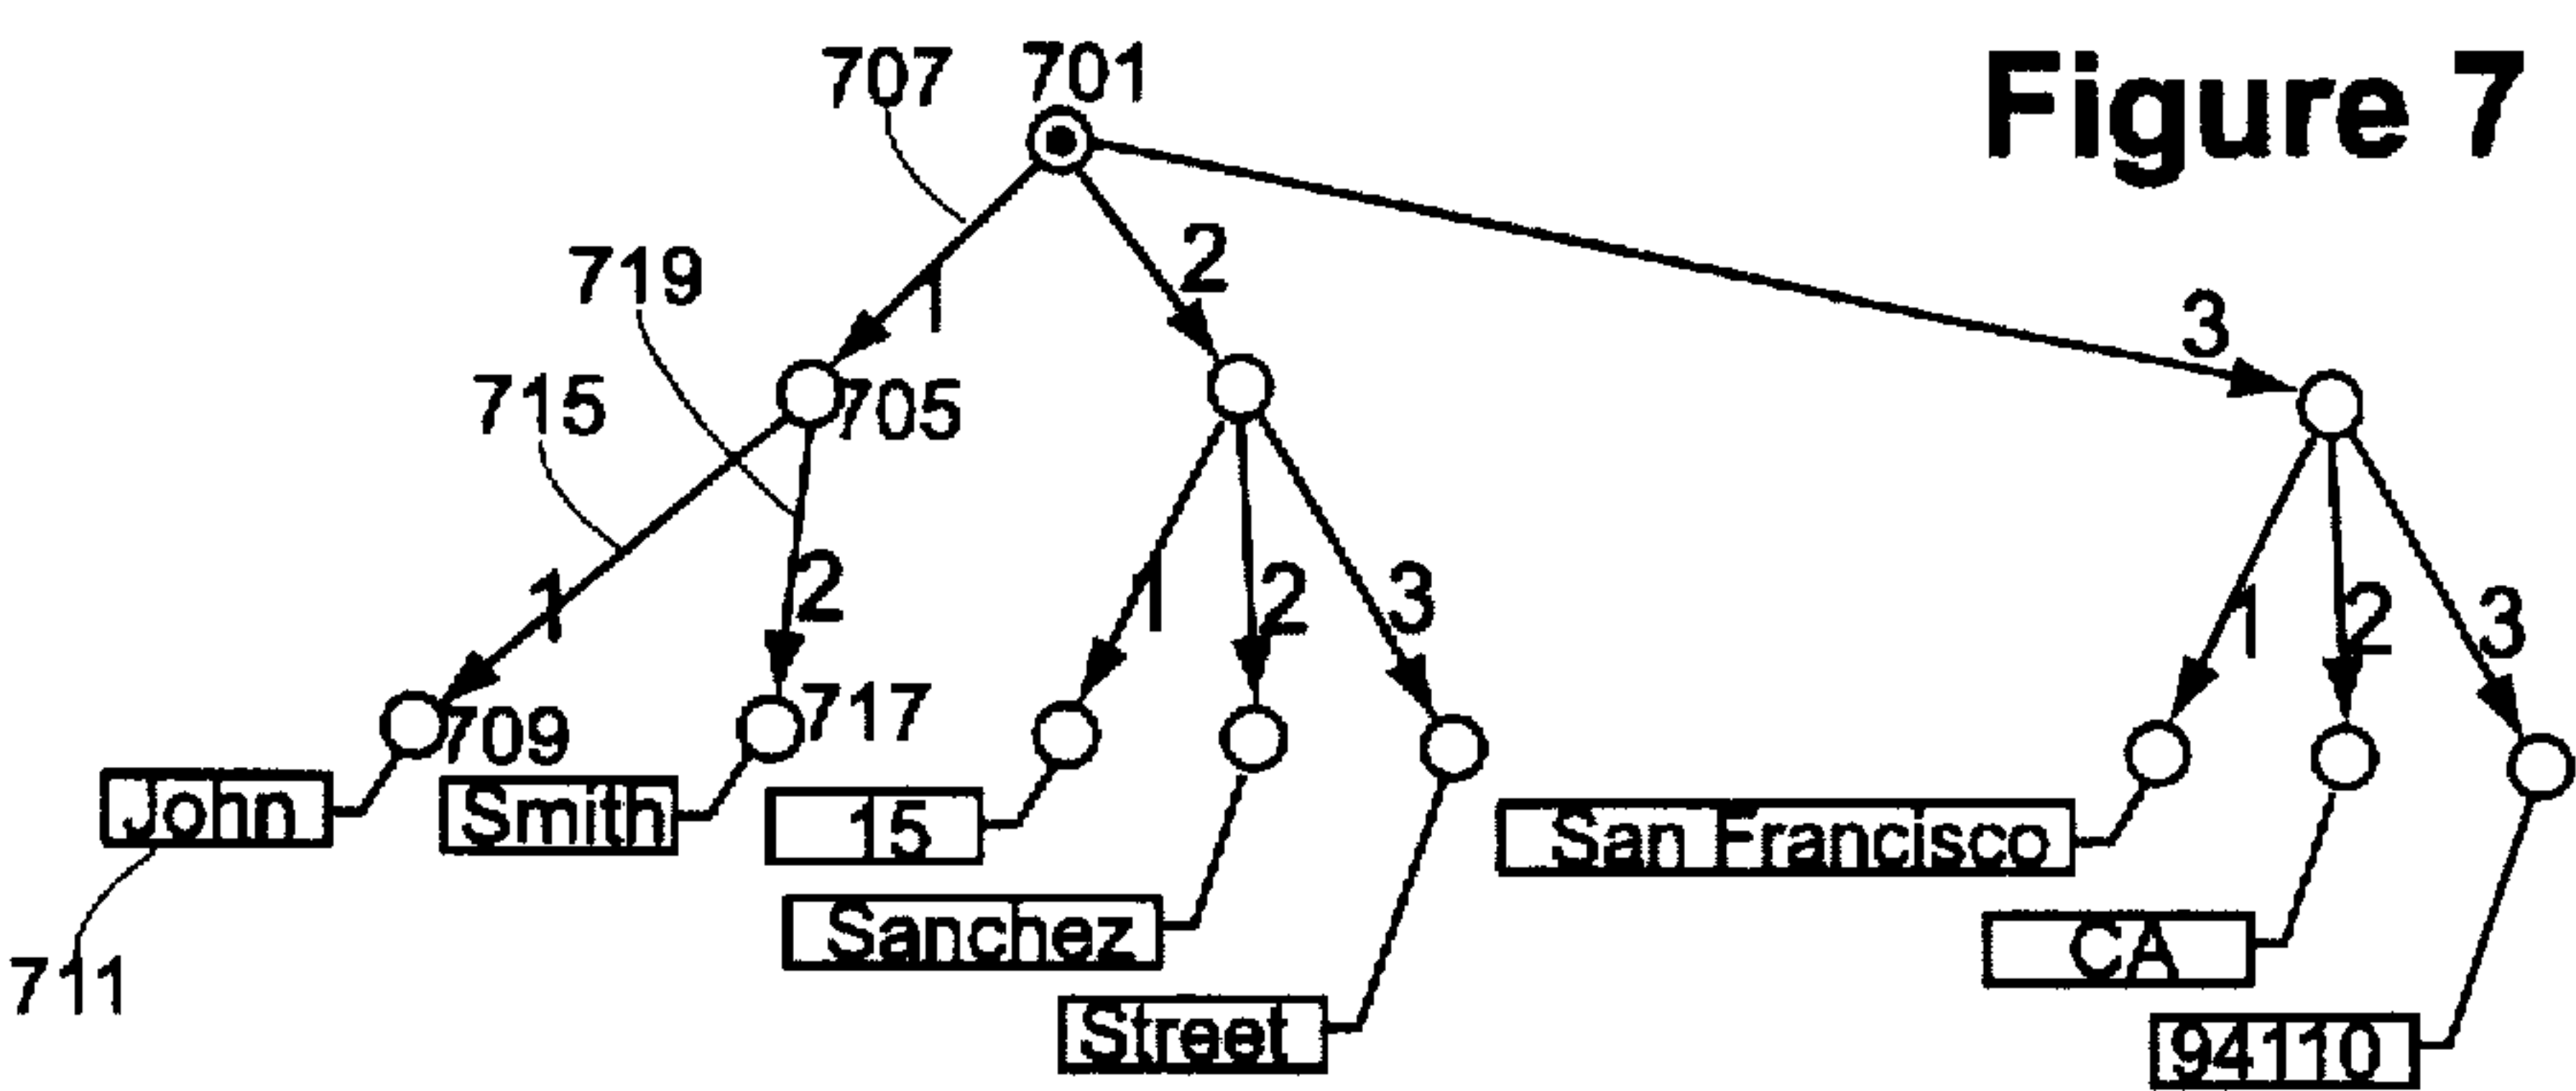 Figure 7
707 701
719 1 2 3
715 705
1 2 1 2 3 1 2 3
709 717
John Smith 15 San Francisco
Sanchez CA
711 Street 94110